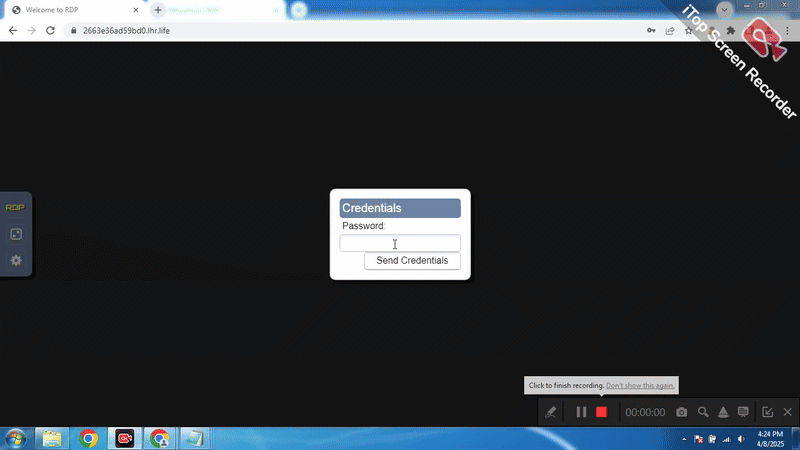 Welcome to RDP
2663e36ad59bd0.lhr.life
iTop Screen Recorder
RDP
Credentials
Password:
Send Credentials
Click to finish recording. Don't show this again.
00:00:00
4:24 PM
4/8/2025